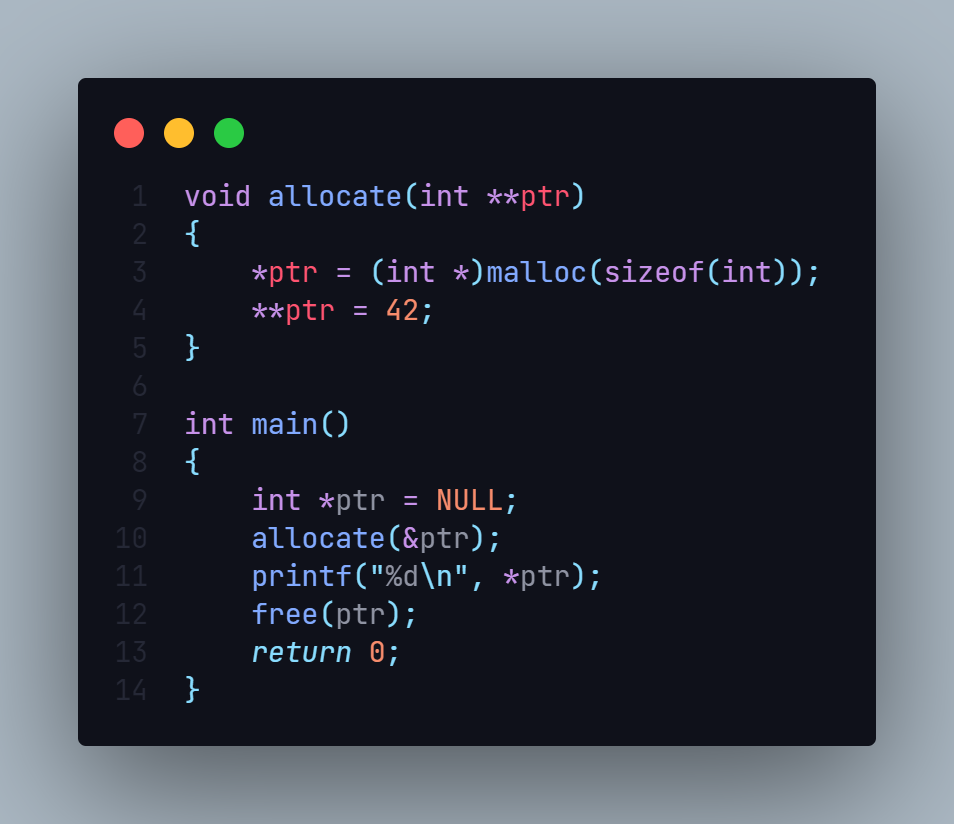 1 void allocate(int **ptr)
2 {
3     *ptr = (int *)malloc(sizeof(int));
4     **ptr = 42;
5 }
6
7 int main()
8 {
9     int *ptr = NULL;
10     allocate(&ptr);
11     printf("%d\n", *ptr);
12     free(ptr);
13     return 0;
14 }